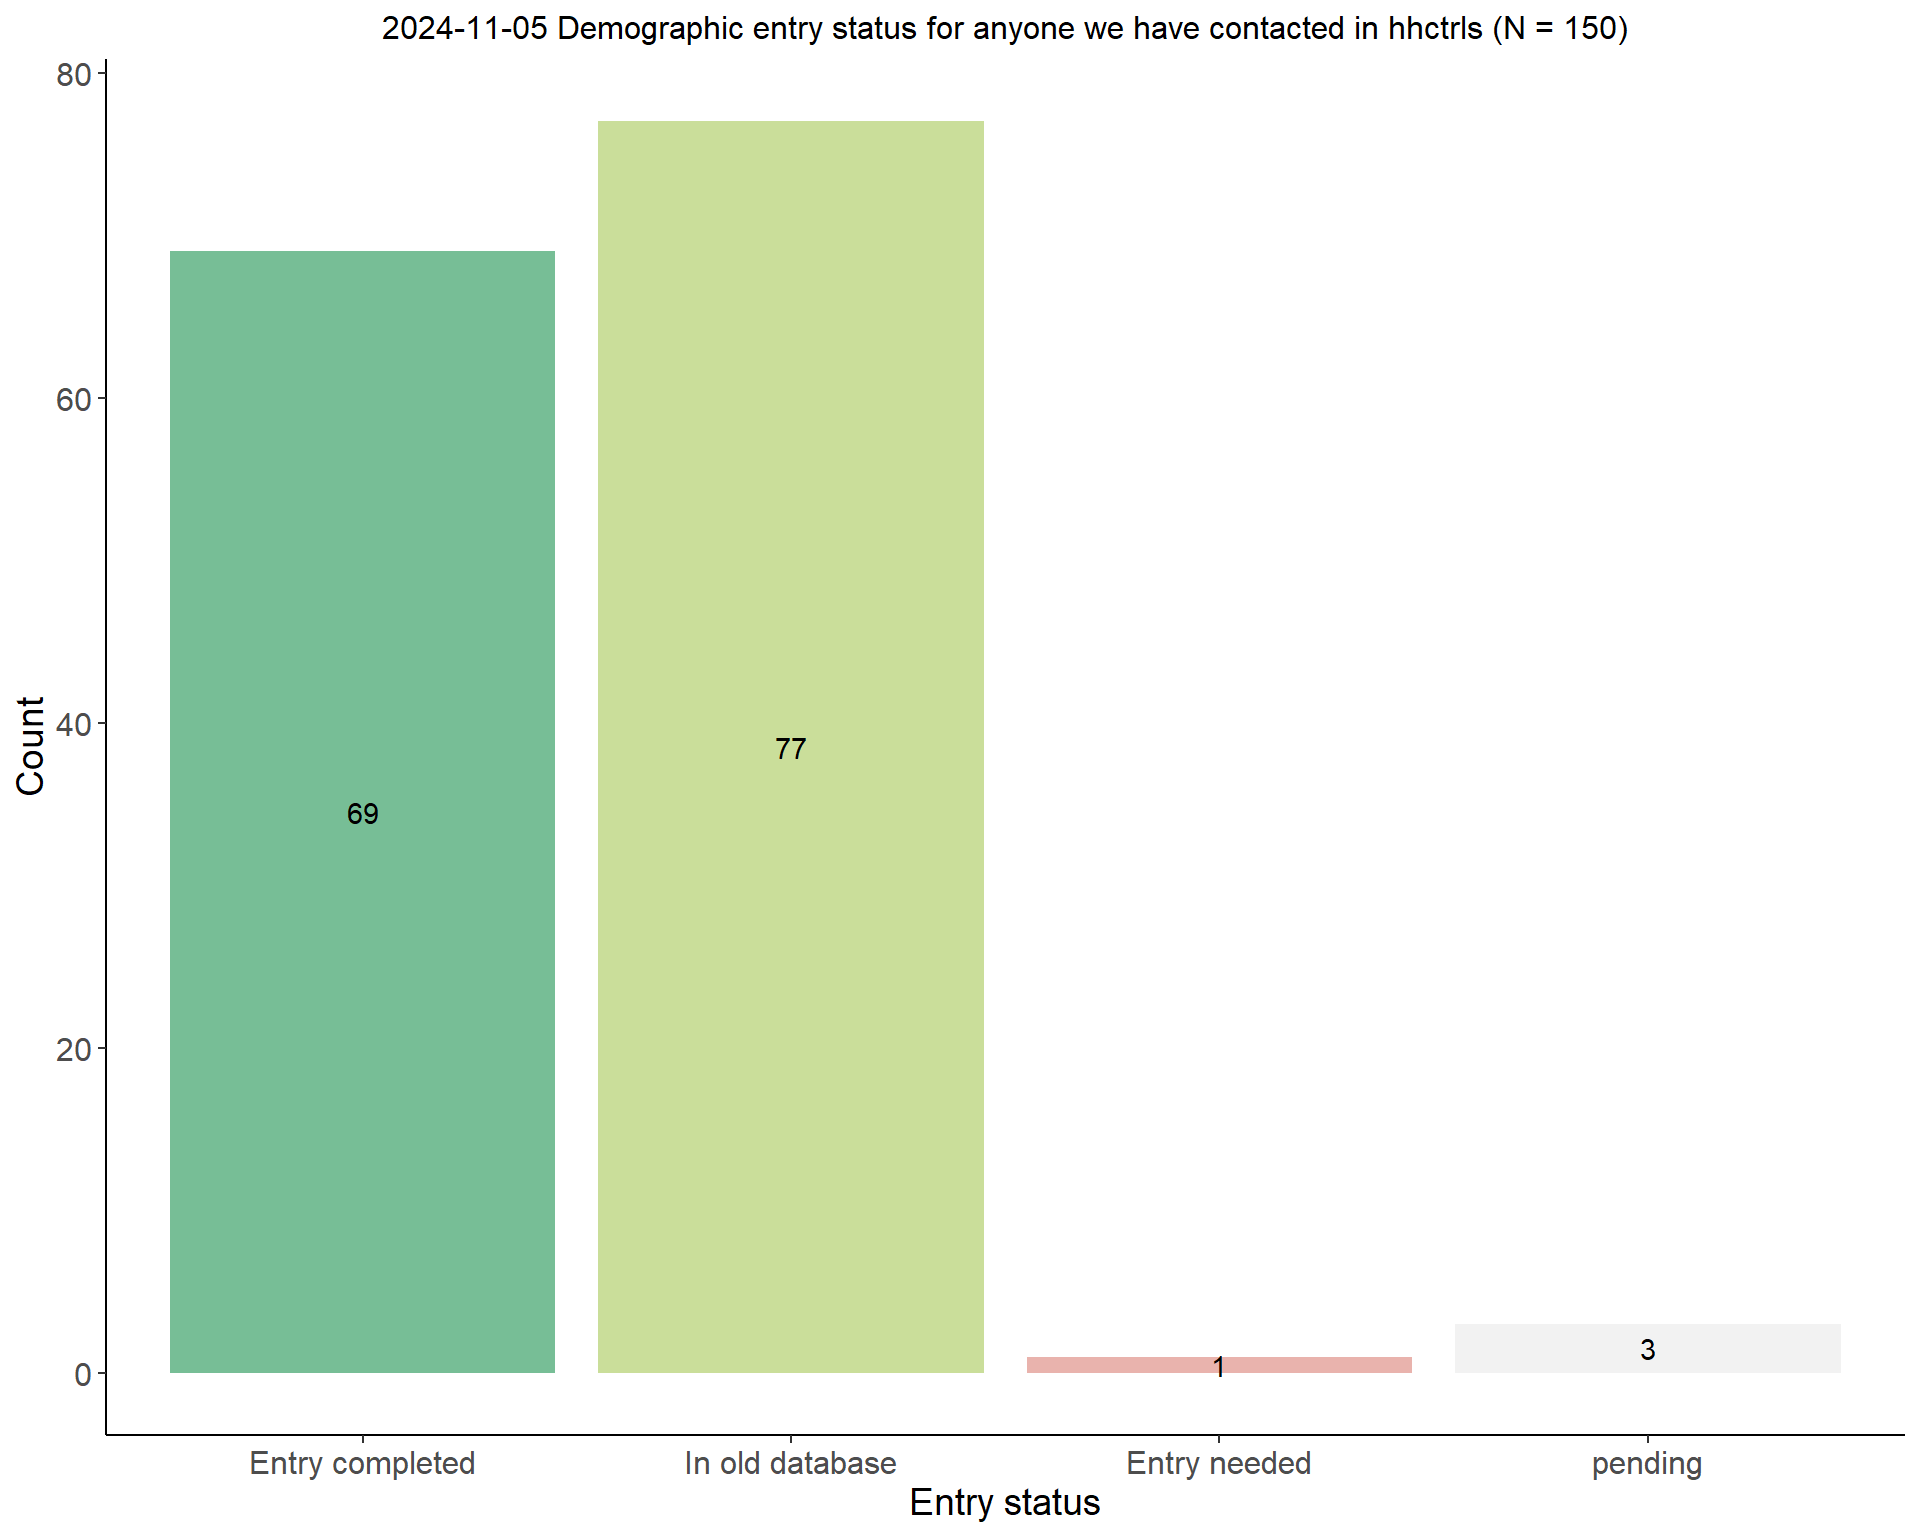 2024-11-05 Demographic entry status for anyone we have contacted in hhctrls (N = 150)
80
60
40
20
0
Count
69
77
1
3
Entry completed
In old database
Entry needed
pending
Entry status